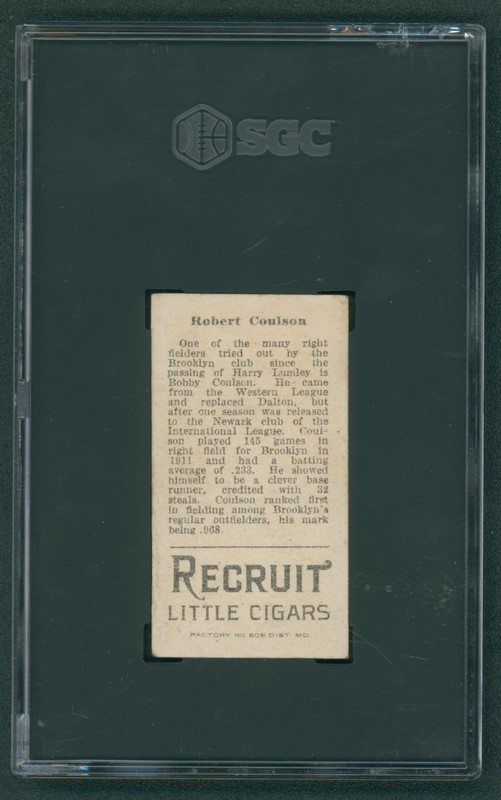 SGC
Robert Coulson
One of the many right
fielders tried out by the
Brooklyn club since the
passing of Harry Lumley is
Bobby Coulson. He came
from the Western League
and replaced Dalton, but
after one season was released
to the Newark club of the
International League. Coul-
son played 145 games in
right field for Brooklyn in
1911 and had a batting
average of .233. He showed
himself to be a clever base
runner, credited with 32
steals. Coulson ranked first
in fielding among Brooklyn's
regular outfielders, his mark
being .968.
RECRUIT
LITTLE CIGARS
FACTORY NO 606 DIST. MD.